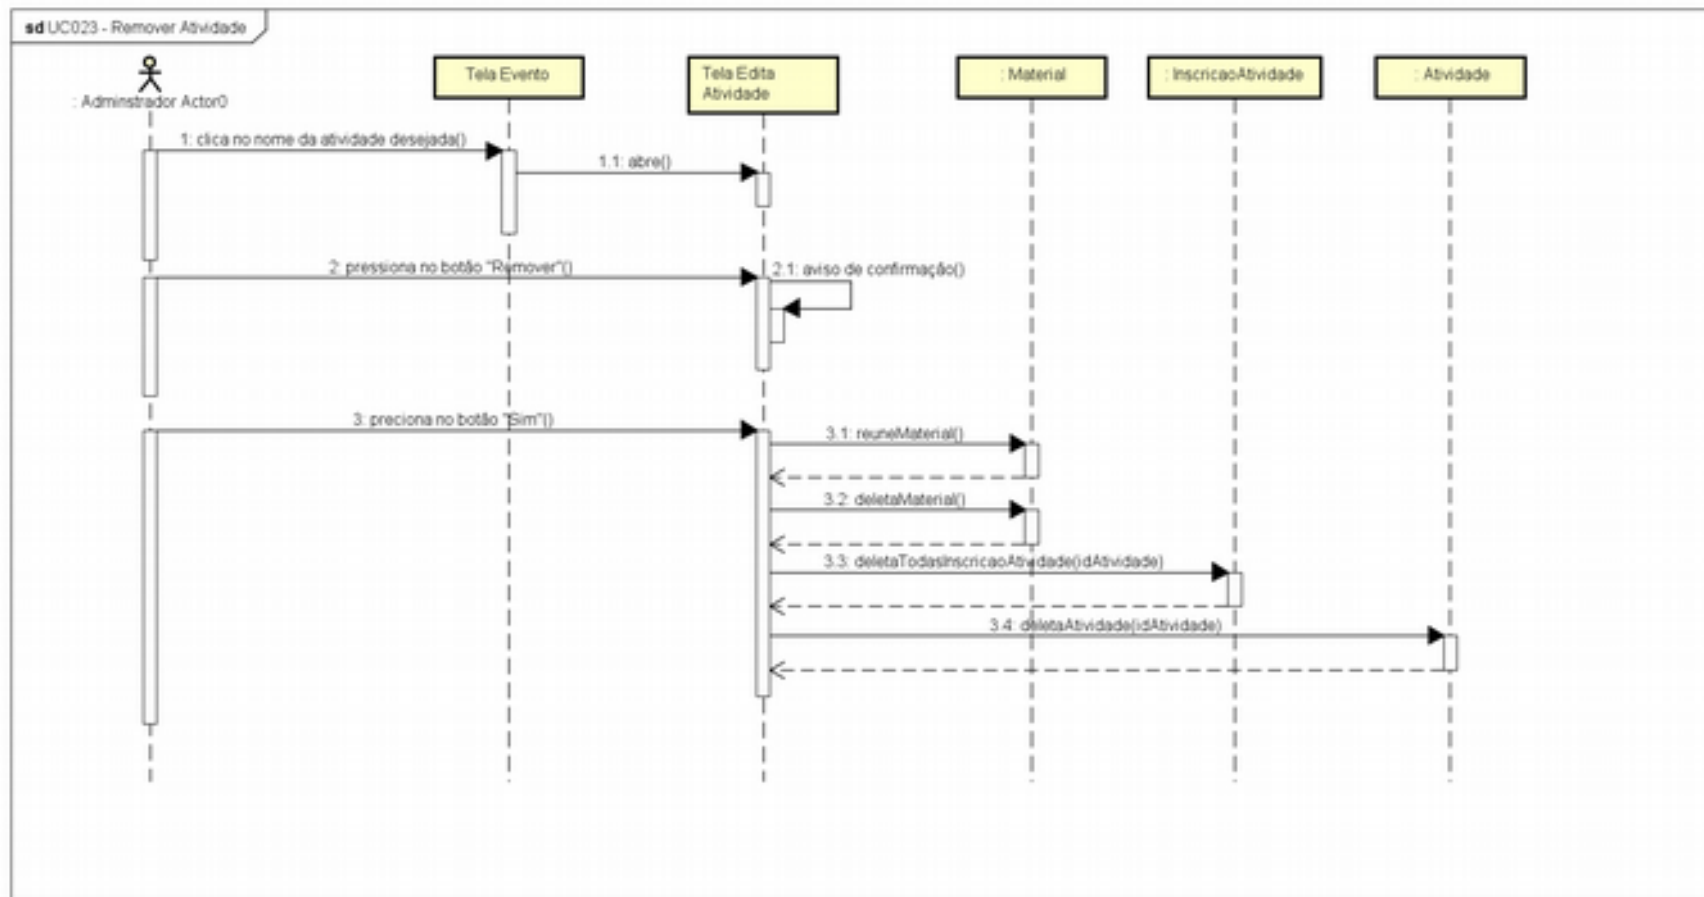 sd UC023 - Remover Atividade
: Adminstrador Actor0
Tela Evento
Tela Edita
Atividade
: Material
: InscricaoAtividade
: Atividade
1: clica no nome da atividade desejada()
1.1: abre()
2: pressiona no botão "Remover"()
2.1: aviso de confirmação()
3: preciona no botão "Sim"()
3.1: reuneMaterial()
3.2: deletaMaterial()
3.3: deletaTodasInscricaoAtividade(idAtividade)
3.4: deletaAtividade(idAtividade)